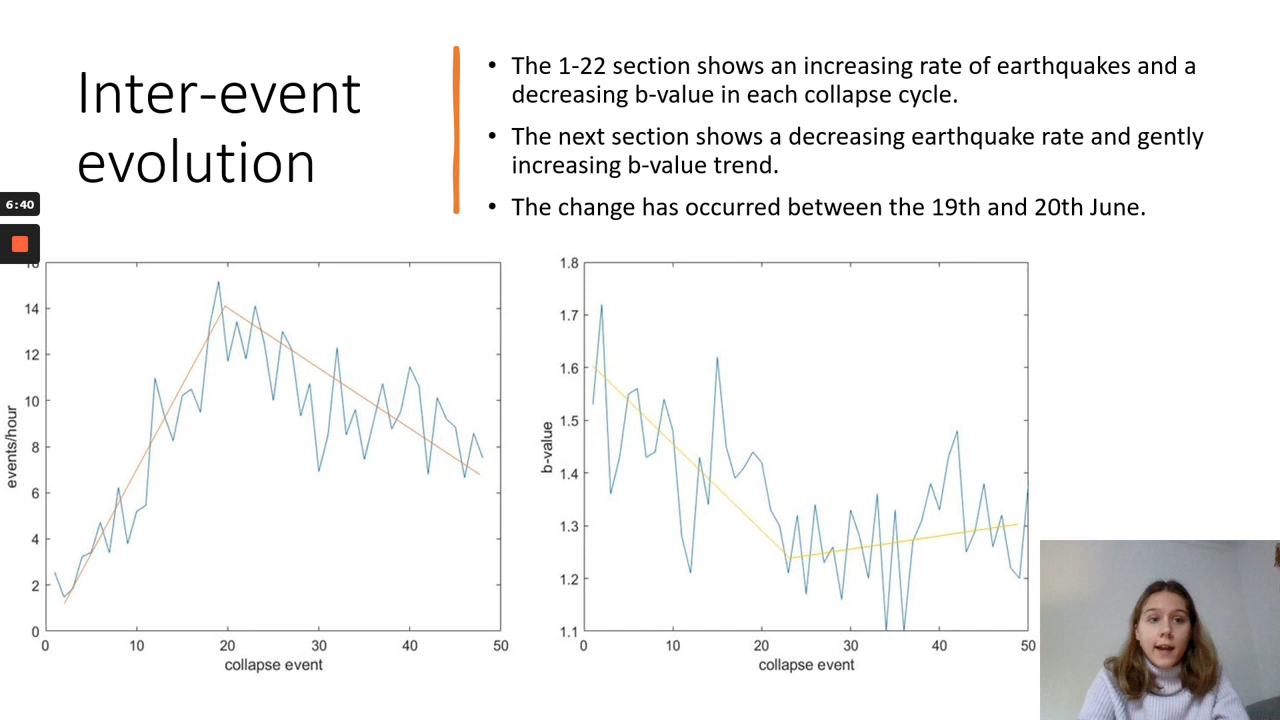 Inter-event
evolution
• The 1-22 section shows an increasing rate of earthquakes and a
decreasing b-value in each collapse cycle.
• The next section shows a decreasing earthquake rate and gently
increasing b-value trend.
• The change has occurred between the 19th and 20th June.
6:40
16
14
12
10
8
6
4
2
0
events/hour
0 10 20 30 40 50
collapse event
1.8
1.7
1.6
1.5
1.4
1.3
1.2
1.1
b-value
0 10 20 30 40 50
collapse event